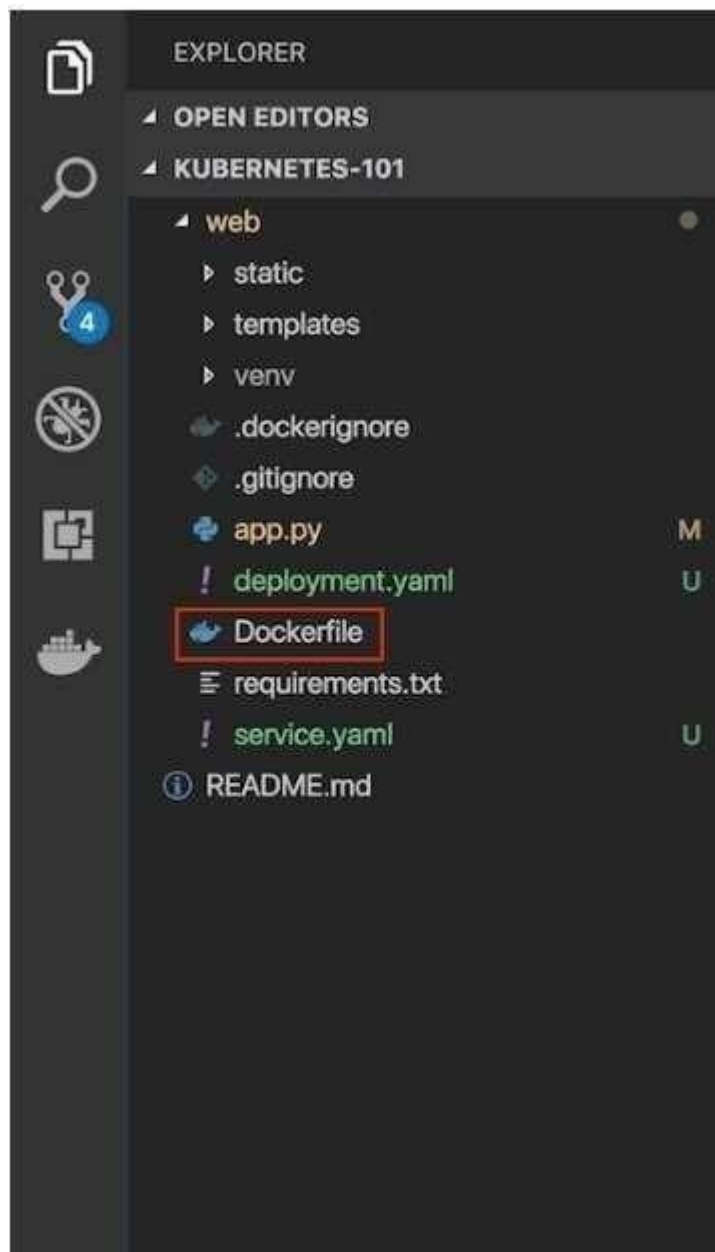 EXPLORER
OPEN EDITORS
KUBERNETES-101
web
static
templates
4
venv
.dockerignore
.gitignore
app.py M
deployment.yaml U
Dockerfile
requirements.txt
service.yaml U
README.md